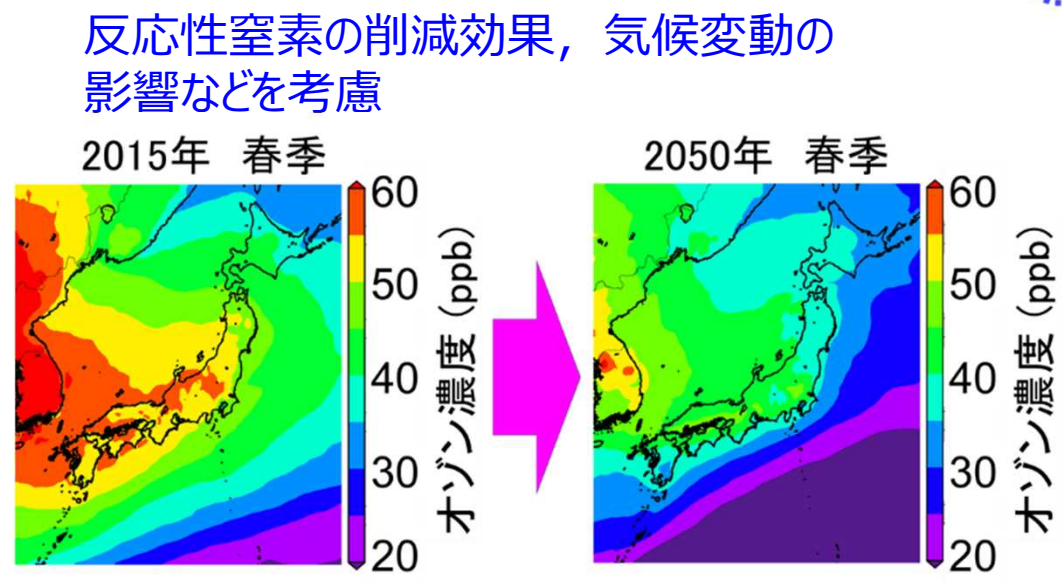 反応性窒素の削減効果，気候変動の
影響などを考慮
2015年 春季
60
50
40
30
20
オゾン濃度 (ppb)
2050年 春季
60
50
40
30
20
オゾン濃度 (ppb)